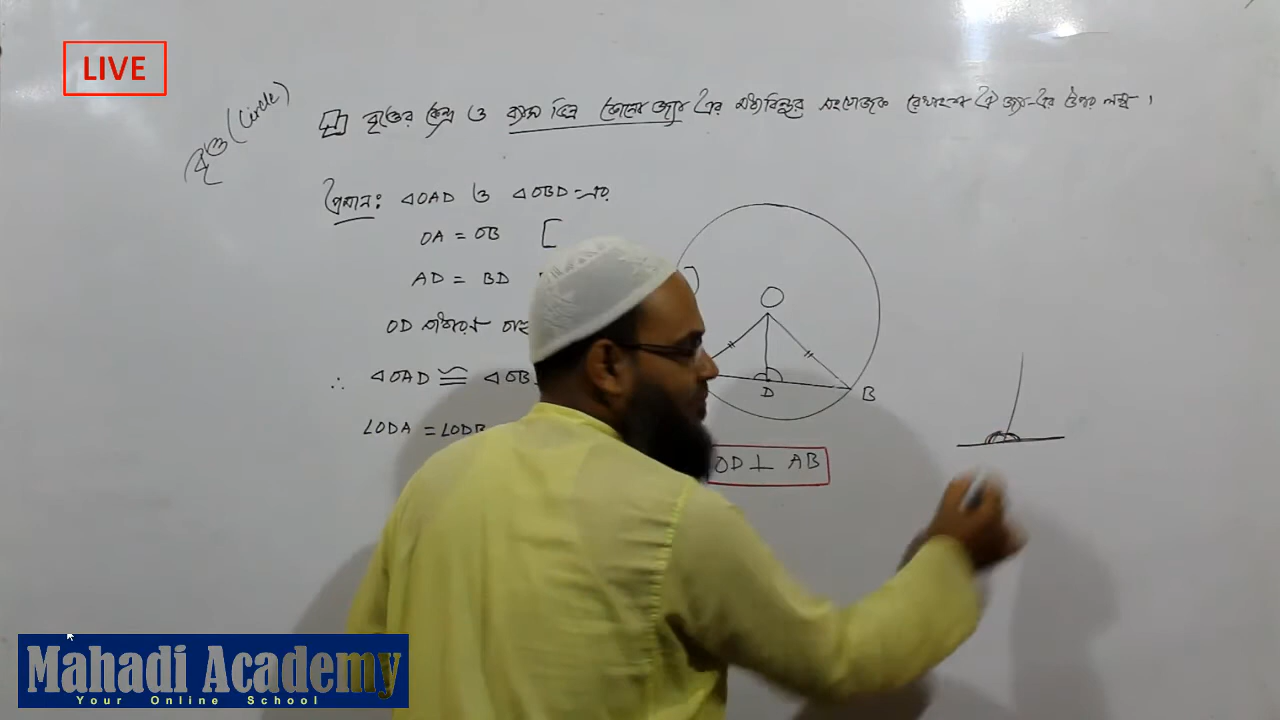 LIVE
বৃত্ত (Circle)
বৃত্তের কেন্দ্র ও ব্যাস ভিন্ন কোনো জ্যা এর মধ্যবিন্দুর সংযোজক রেখাংশ ঐ জ্যা-এর উপর লম্ব।
প্রমাণ: △OAD ও △OBD-এর
OA = OB [
AD = BD ]
OD সাধারণ
∴ △OAD ≅ △OB
∠ODA = ∠ODB
O
D
B
OD ⊥ AB
Mahadi Academy
Your Online School